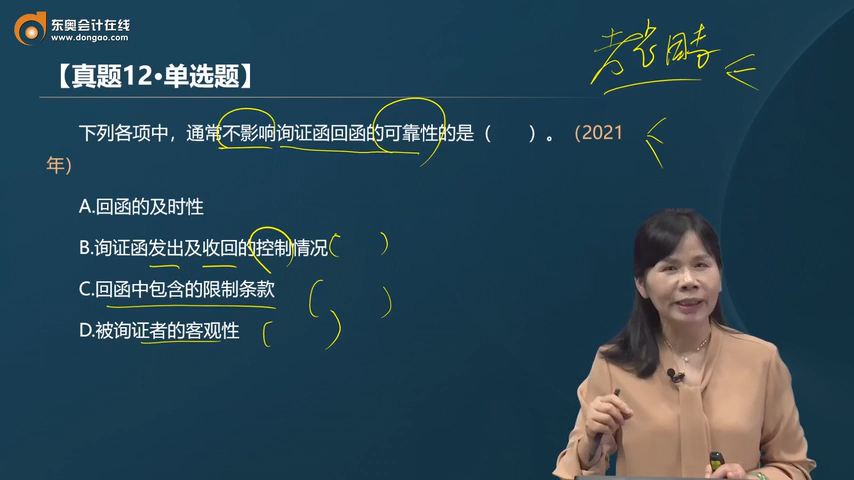 东奥会计在线
www.dongao.com
【真题12·单选题】
下列各项中，通常不影响询证函回函的可靠性的是（　　）。（2021
年）
A.回函的及时性
B.询证函发出及收回的控制情况
C.回函中包含的限制条款
D.被询证者的客观性